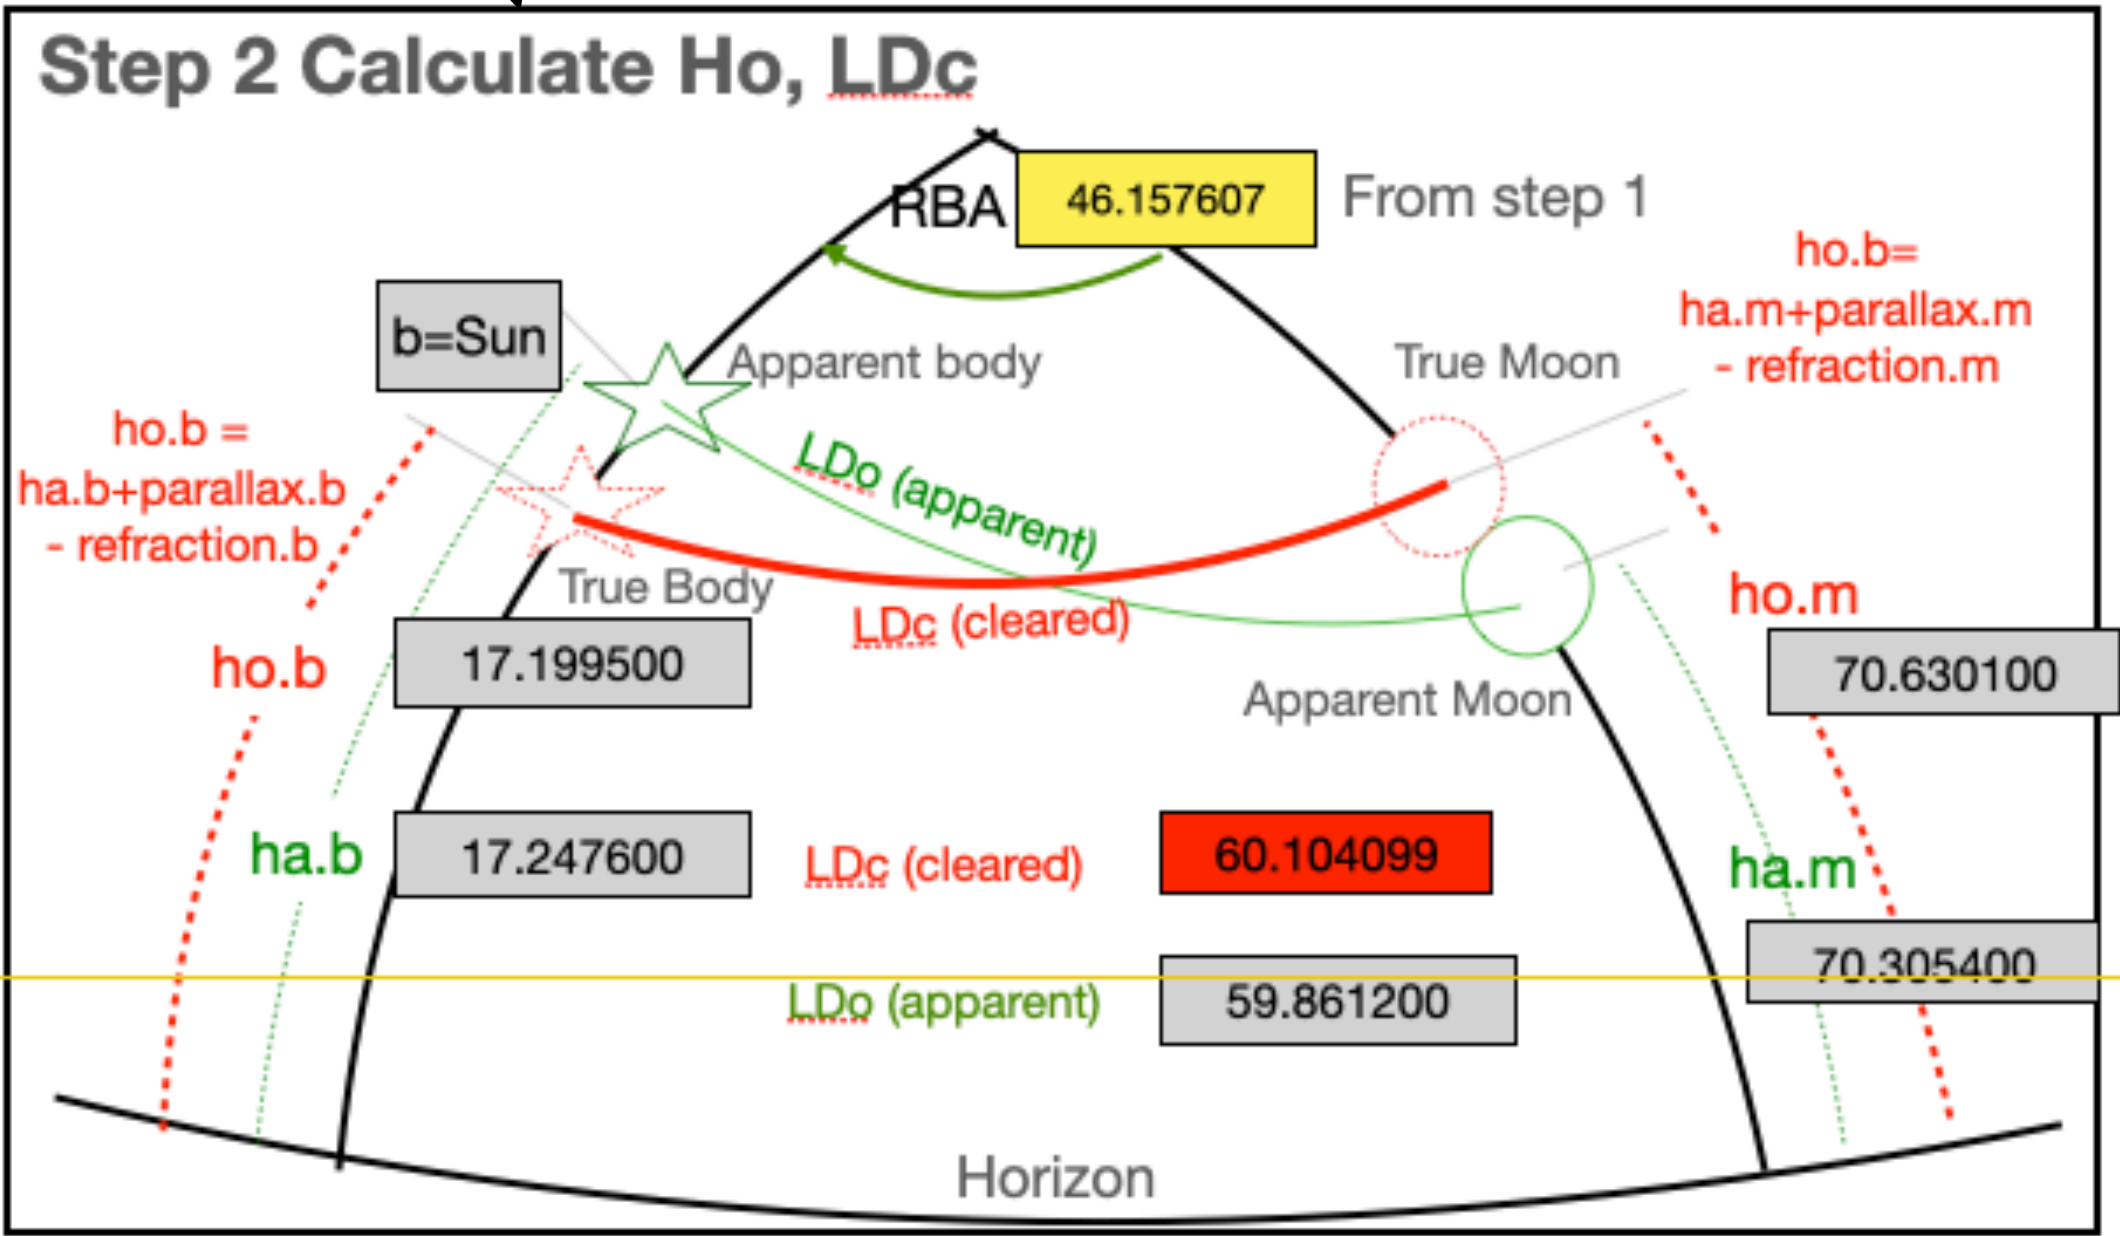 Step 2 Calculate Ho, LDc
RBA
46.157607
From step 1
b=Sun
Apparent body
True Moon
ho.b=
ha.m+parallax.m
- refraction.m
ho.b =
ha.b+parallax.b
- refraction.b
LDo (apparent)
True Body
LDc (cleared)
Apparent Moon
ho.m
70.630100
ho.b
17.199500
ha.b
17.247600
LDc (cleared)
60.104099
ha.m
70.305400
LDo (apparent)
59.861200
Horizon